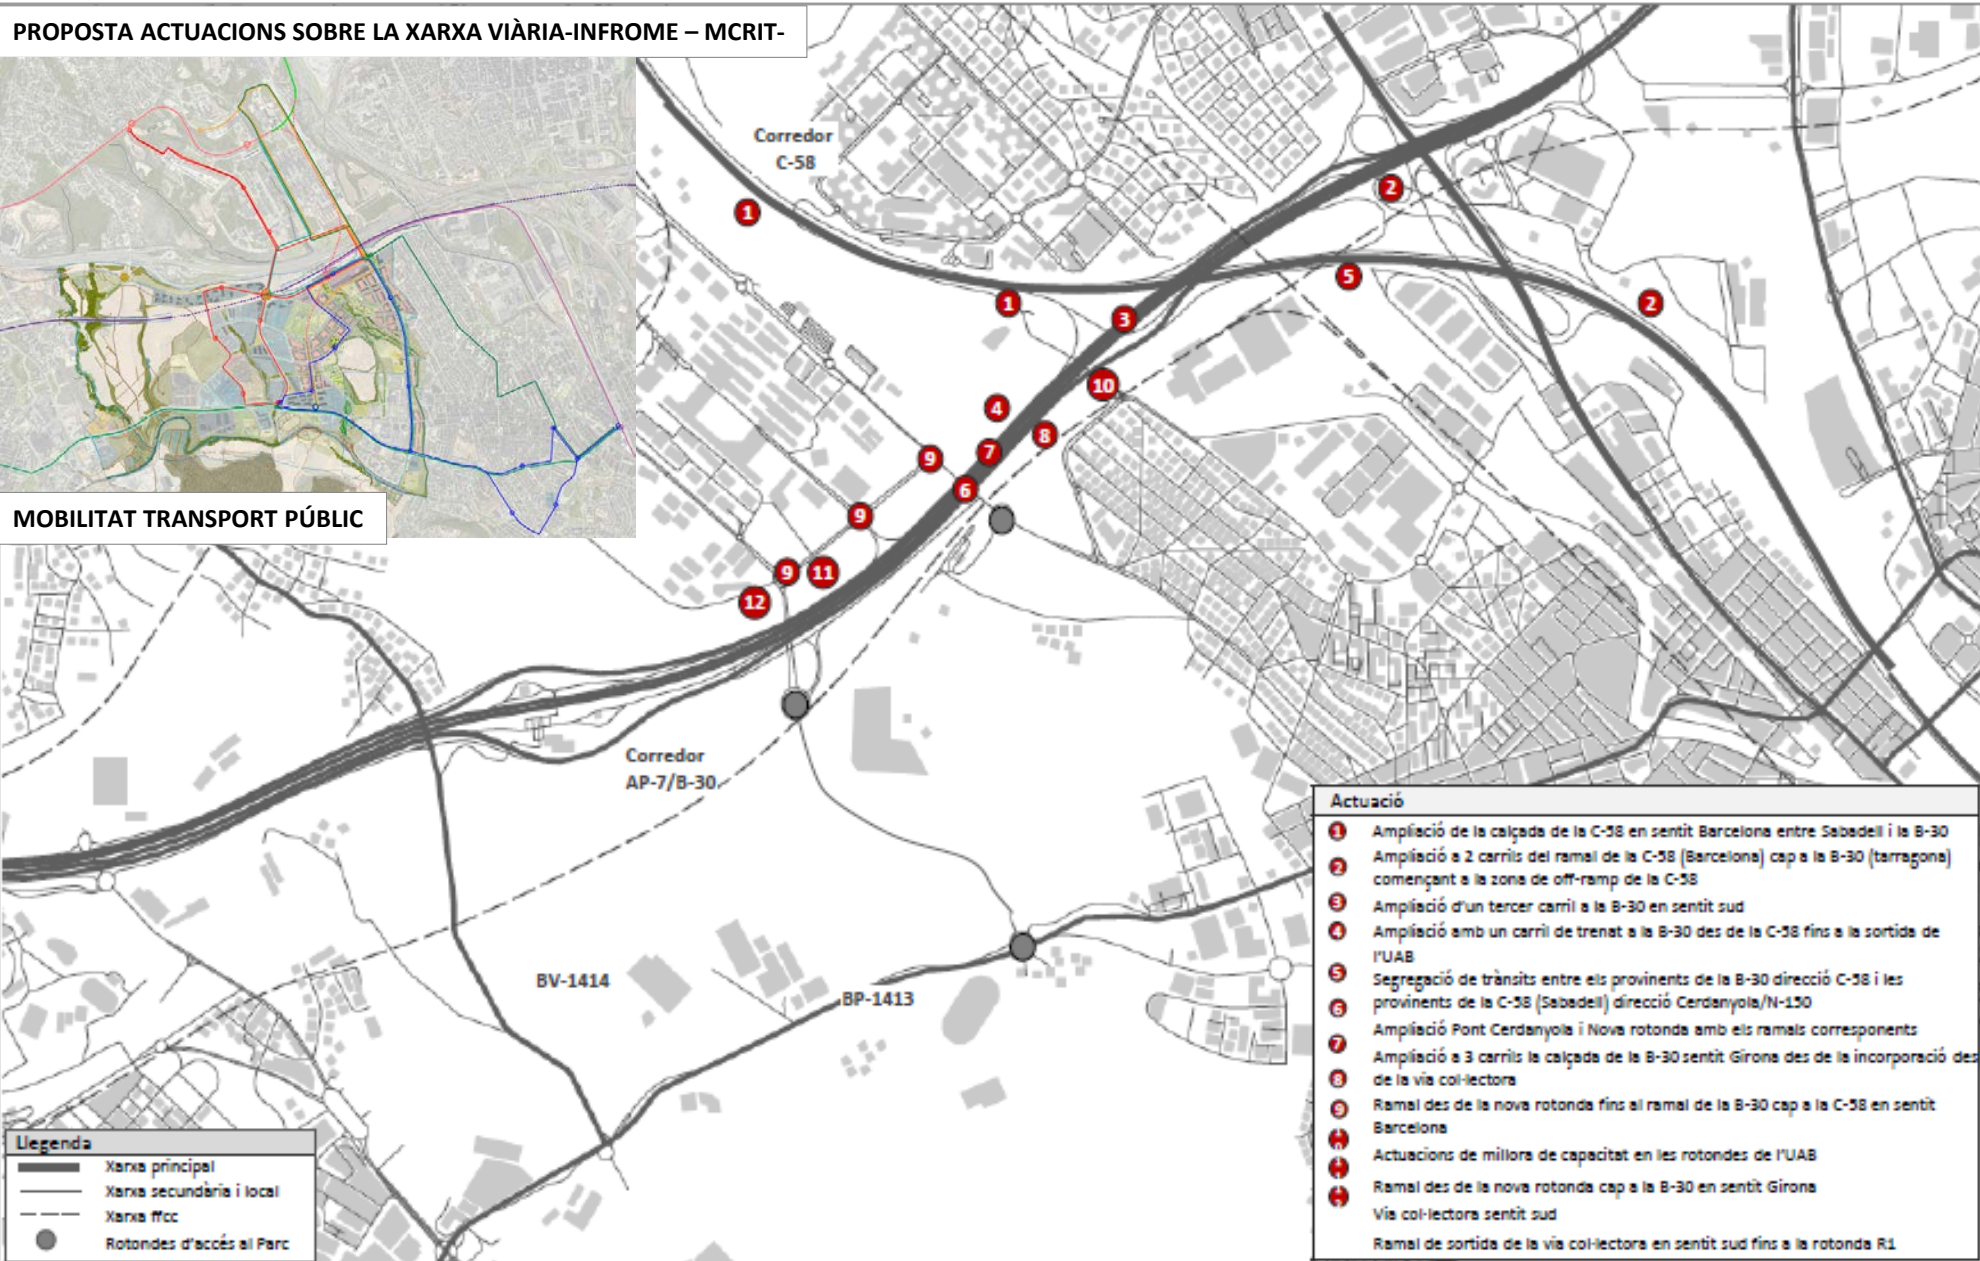 PROPOSTA ACTUACIONS SOBRE LA XARXA VIÀRIA-INFROME – MCRIT-
MOBILITAT TRANSPORT PÚBLIC
Corredor
C-58
1
2
1
3
5
2
10
4
8
7
9
6
9
9
11
12
Corredor
AP-7/B-30
BV-1414
BP-1413
Llegenda
Xarxa principal
Xarxa secundària i local
Xarxa ffcc
Rotondes d'accés al Parc
Actuació
1 Ampliació de la calçada de la C-58 en sentit Barcelona entre Sabadell i la B-30
2 Ampliació a 2 carrils del ramal de la C-58 (Barcelona) cap a la B-30 (tarragona)
començant a la zona de off-ramp de la C-58
3 Ampliació d'un tercer carril a la B-30 en sentit sud
4 Ampliació amb un carril de trenat a la B-30 des de la C-58 fins a la sortida de
l'UAB
5 Segregació de trànsits entre els provinents de la B-30 direcció C-58 i les
6 provinents de la C-58 (Sabadell) direcció Cerdanyola/N-150
Ampliació Pont Cerdanyola i Nova rotonda amb els ramals corresponents
7 Ampliació a 3 carrils la calçada de la B-30 sentit Girona des de la incorporació des
8 de la via col·lectora
9 Ramal des de la nova rotonda fins al ramal de la B-30 cap a la C-58 en sentit
Barcelona
Actuacions de millora de capacitat en les rotondes de l'UAB
Ramal des de la nova rotonda cap a la B-30 en sentit Girona
Via col·lectora sentit sud
Ramal de sortida de la via col·lectora en sentit sud fins a la rotonda R1